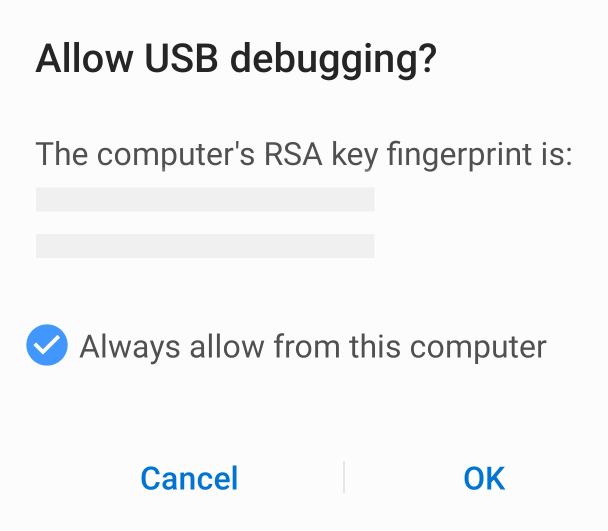 Allow USB debugging?
The computer's RSA key fingerprint is:
Always allow from this computer
Cancel
OK